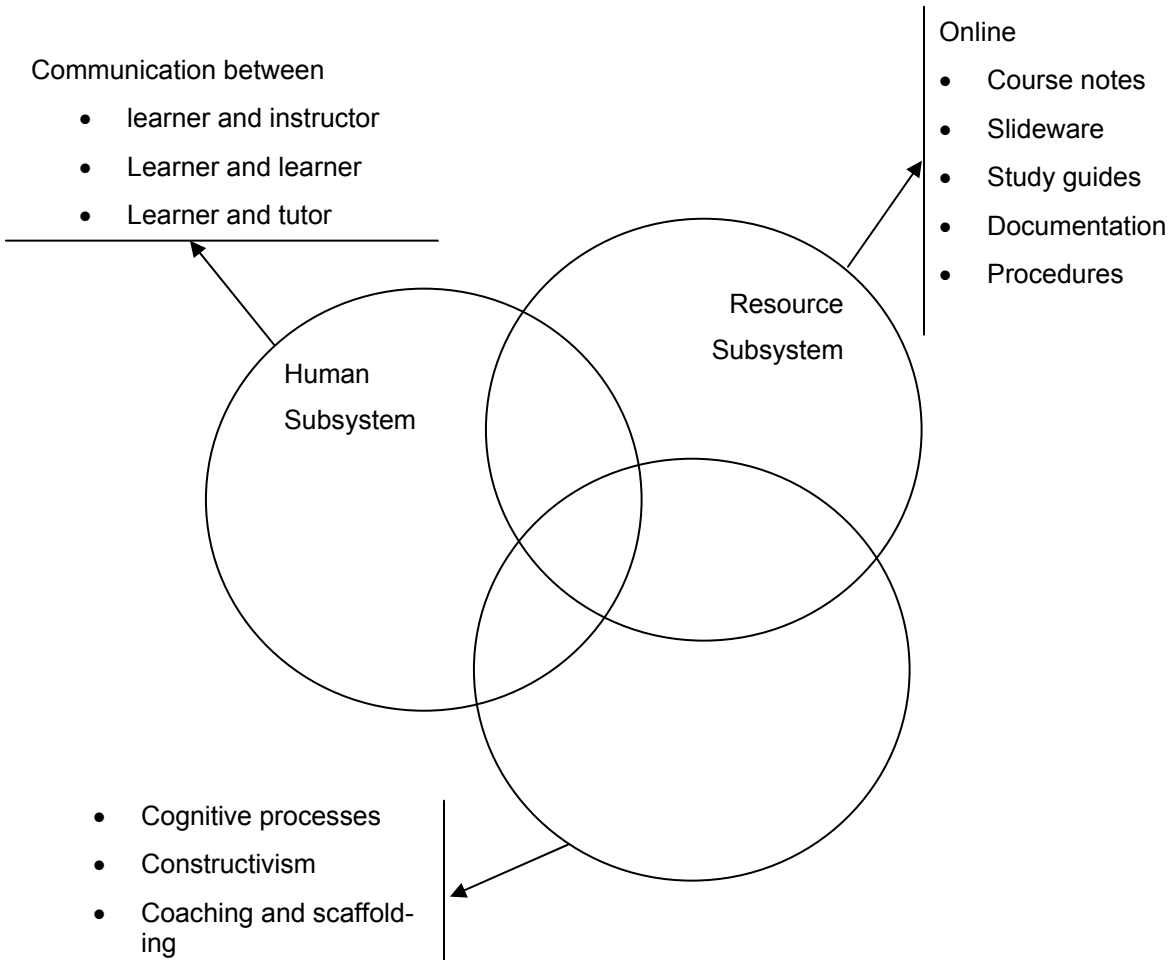 Communication between
• learner and instructor
• Learner and learner
• Learner and tutor
Online
• Course notes
• Slideware
• Study guides
• Documentation
• Procedures
Resource
Subsystem
Human
Subsystem
• Cognitive processes
• Constructivism
• Coaching and scaffold-
ing